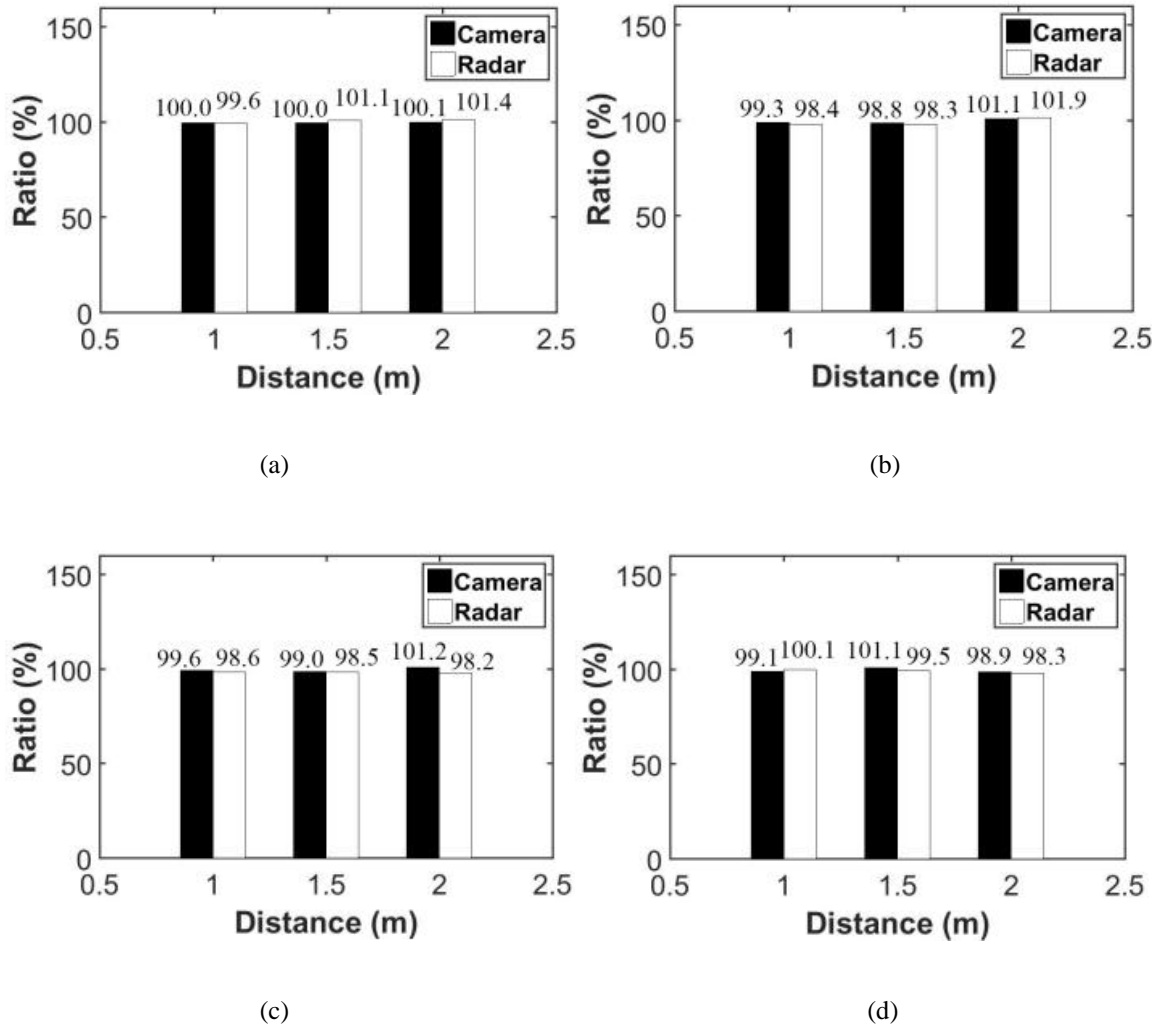 150
Camera
Radar
100.0 99.6 100.0 101.1 100.1 101.4
100
Ratio (%)
50
0
0.5 1 1.5 2 2.5
Distance (m)
(a)
150
Camera
Radar
99.3 98.4 98.8 98.3 101.1 101.9
100
Ratio (%)
50
0
0.5 1 1.5 2 2.5
Distance (m)
(b)
150
Camera
Radar
99.6 98.6 99.0 98.5 101.2 98.2
100
Ratio (%)
50
0
0.5 1 1.5 2 2.5
Distance (m)
(c)
150
Camera
Radar
99.1 100.1 101.1 99.5 98.9 98.3
100
Ratio (%)
50
0
0.5 1 1.5 2 2.5
Distance (m)
(d)